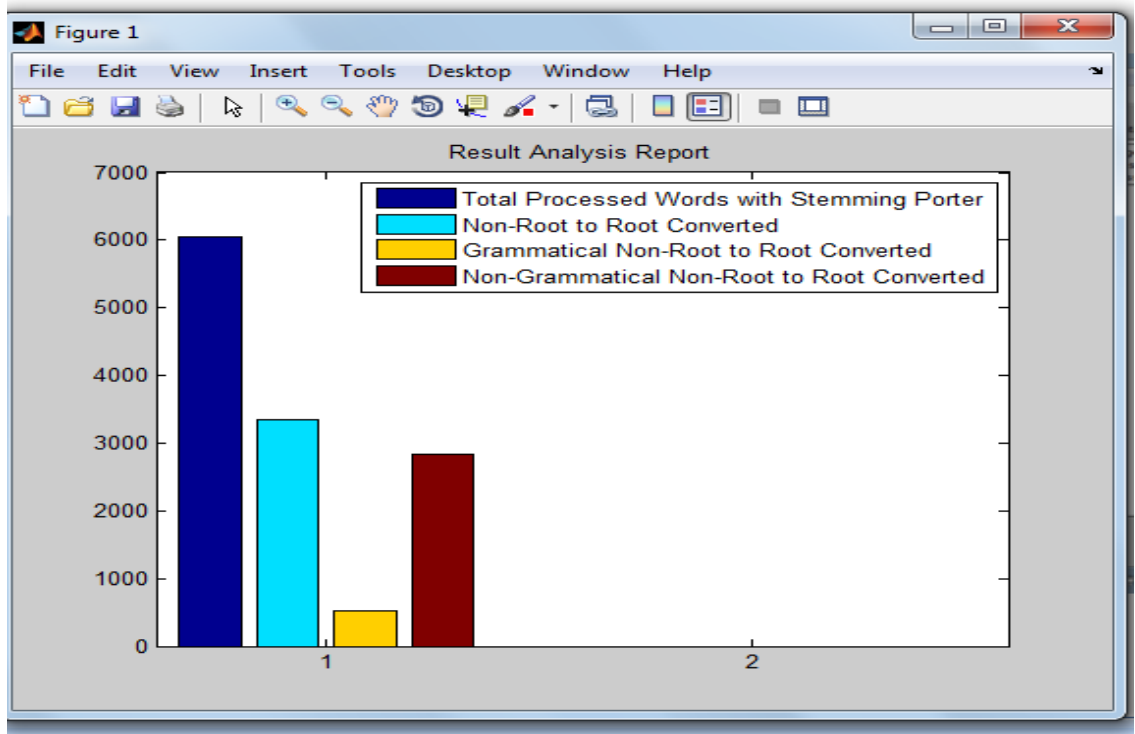 Figure 1
File Edit View Insert Tools Desktop Window Help
Result Analysis Report
7000
6000
5000
4000
3000
2000
1000
0
Total Processed Words with Stemming Porter
Non-Root to Root Converted
Grammatical Non-Root to Root Converted
Non-Grammatical Non-Root to Root Converted
1 2